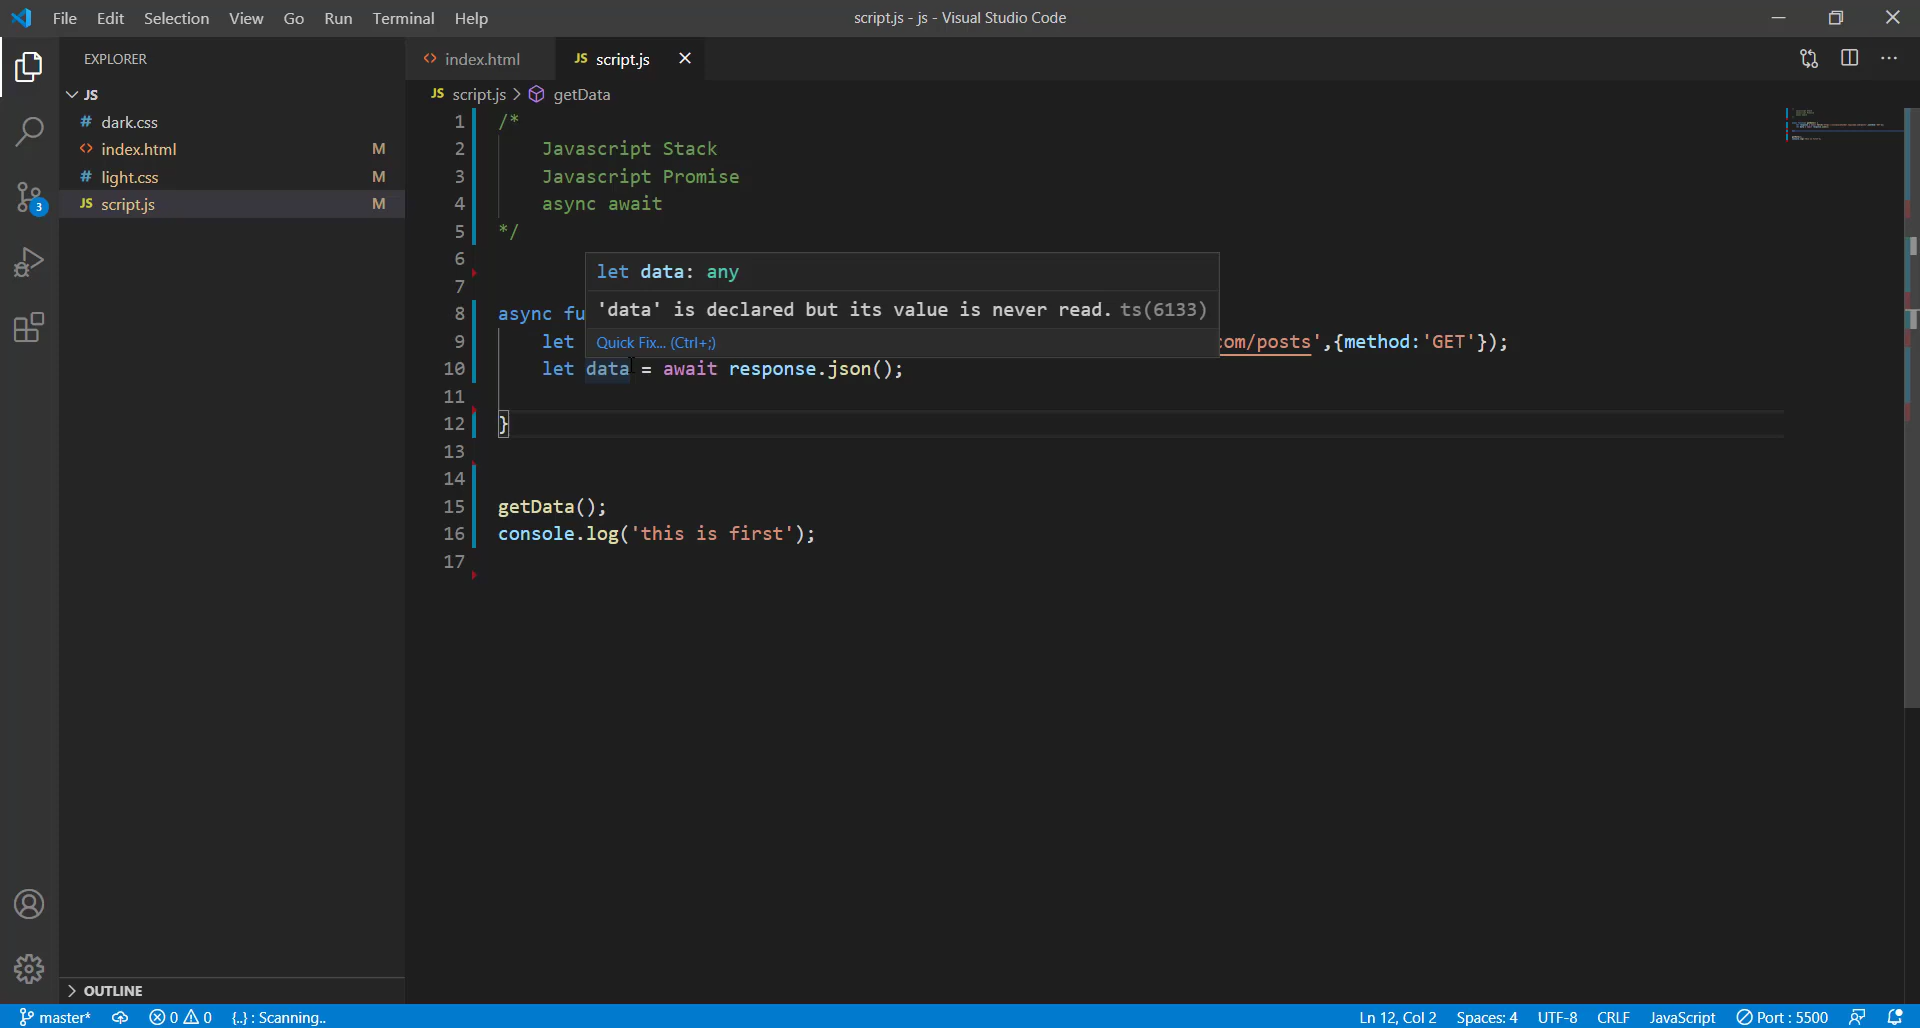 File Edit Selection View Go Run Terminal Help script.js - js - Visual Studio Code
EXPLORER
JS
# dark.css
<> index.html M
# light.css M
JS script.js M
3
OUTLINE
<> index.html JS script.js
JS script.js > getData
1 /*
2 Javascript Stack
3 Javascript Promise
4 async await
5 */
6
7
let data: any
'data' is declared but its value is never read. ts(6133)
Quick Fix... (Ctrl+;)
8 async fu
9 let com/posts',{method:'GET'});
10 let data = await response.json();
11
12 }
13
14
15 getData();
16 console.log('this is first');
17
master* 0 0 {..} : Scanning.. Ln 12, Col 2 Spaces: 4 UTF-8 CRLF JavaScript Port : 5500